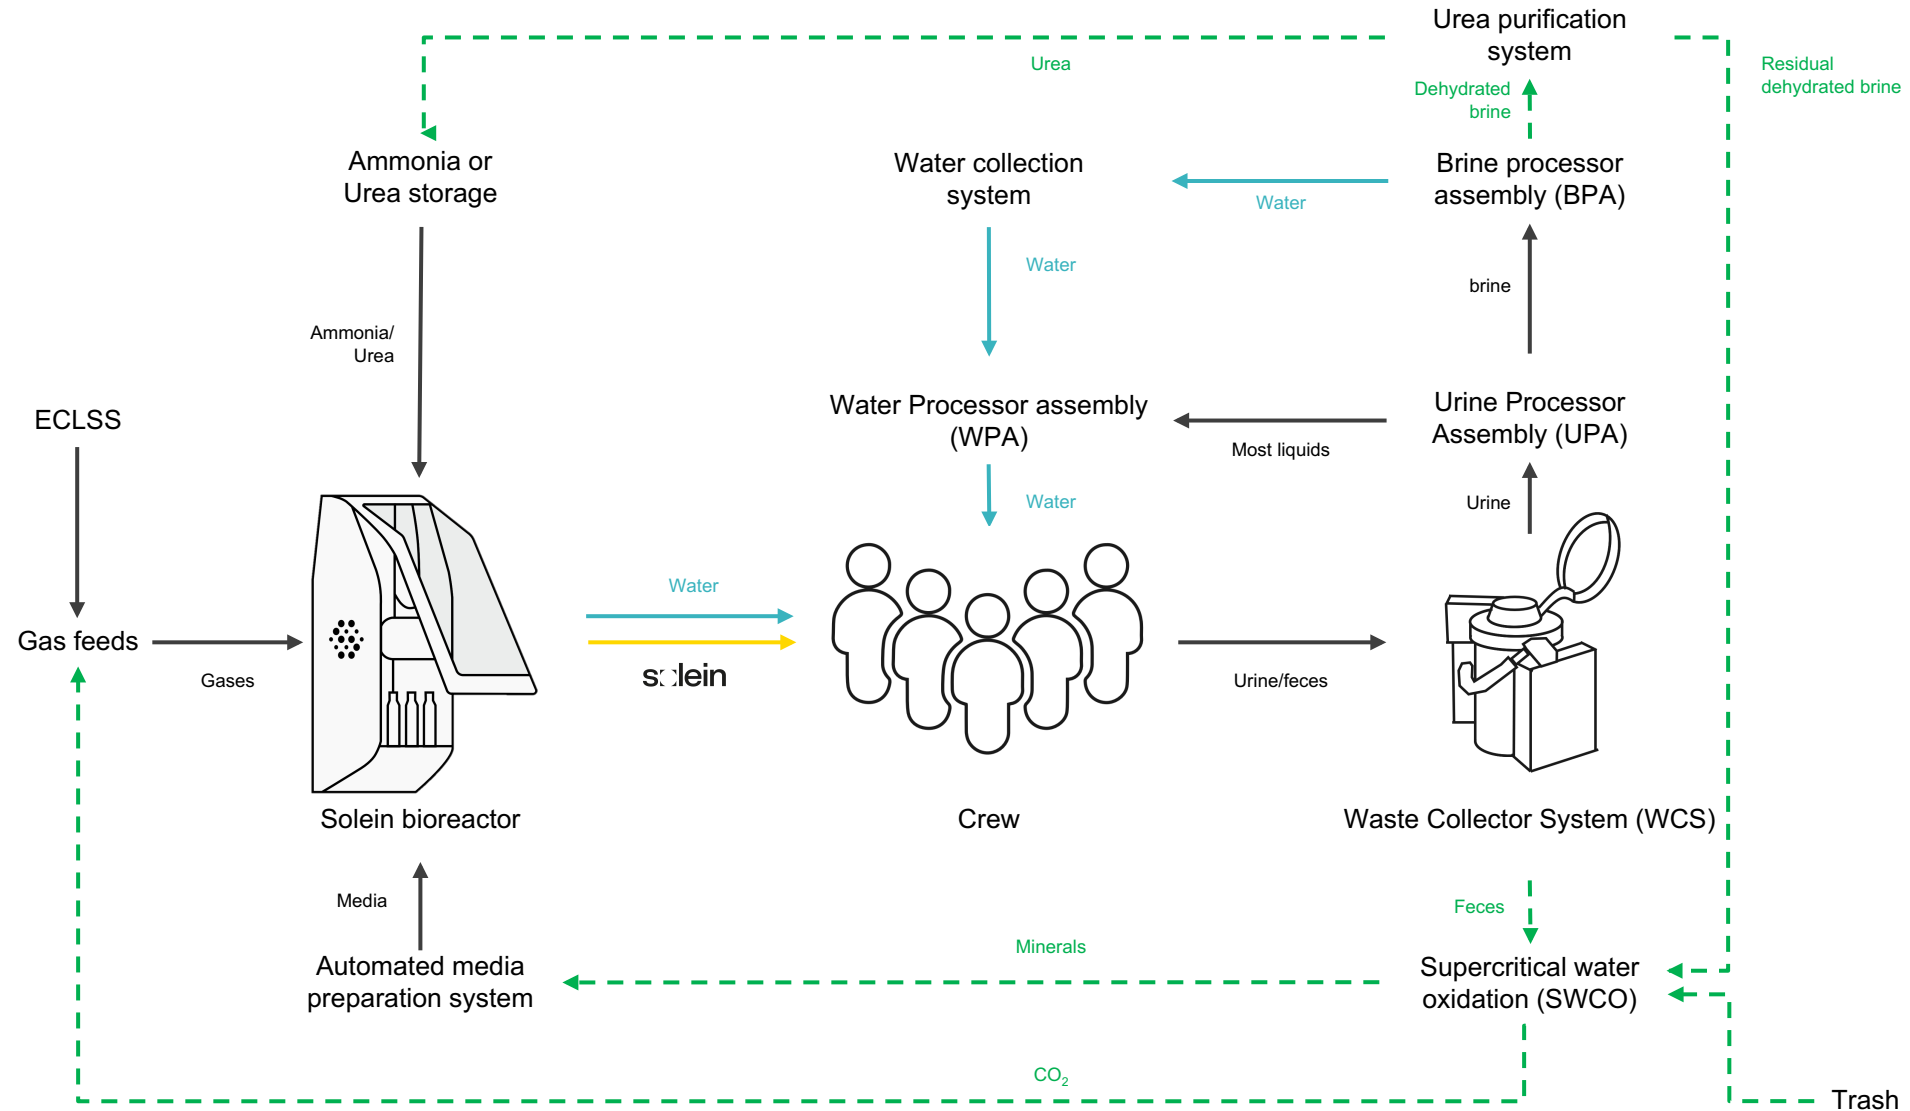 Urea purification
system
Urea
Residual
dehydrated brine
Dehydrated
brine
Ammonia or
Urea storage
Water collection
system
Brine processor
assembly (BPA)
Water
Water
brine
Ammonia/
Urea
ECLSS
Water Processor assembly
(WPA)
Urine Processor
Assembly (UPA)
Most liquids
Water
Urine
Water
Gas feeds
Gases
solein
Urine/feces
Solein bioreactor
Crew
Waste Collector System (WCS)
Media
Feces
Minerals
Automated media
preparation system
Supercritical water
oxidation (SWCO)
CO₂
Trash